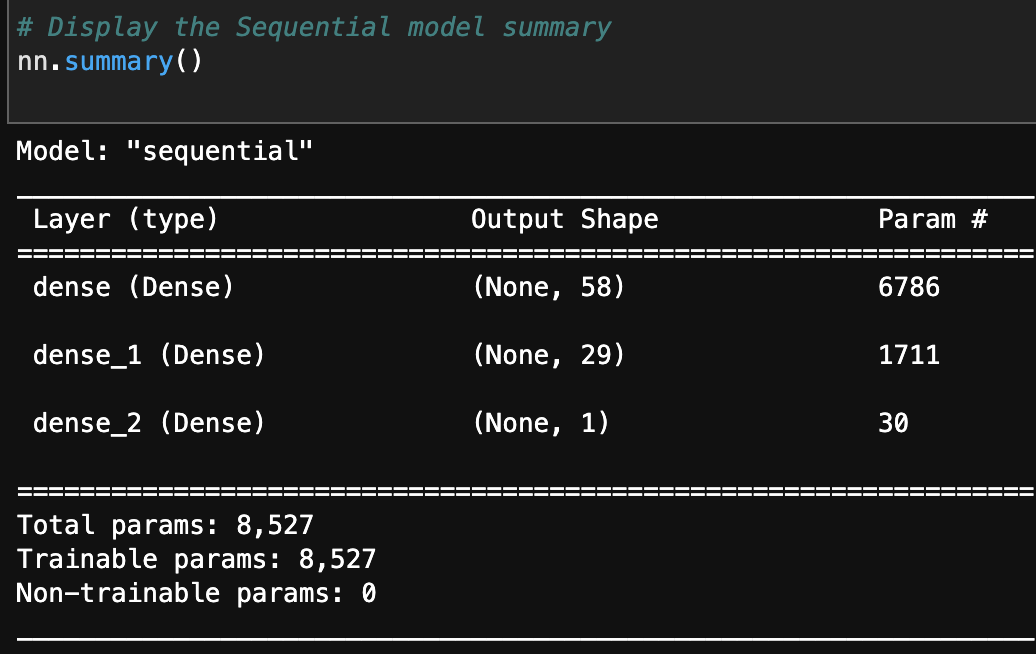 # Display the Sequential model summary
nn.summary()
Model: "sequential"
Layer (type) Output Shape Param #
=================================================================
dense (Dense) (None, 58) 6786
dense_1 (Dense) (None, 29) 1711
dense_2 (Dense) (None, 1) 30
=================================================================
Total params: 8,527
Trainable params: 8,527
Non-trainable params: 0